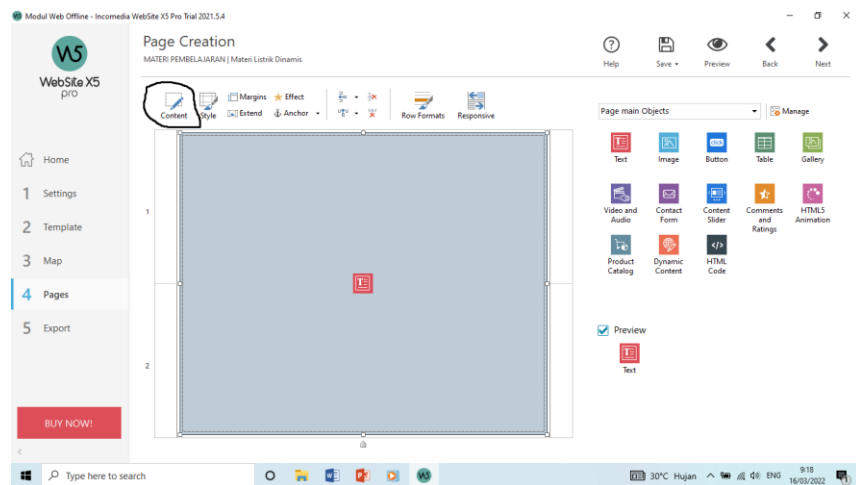 Modul Web Offline - Incomedia WebSite X5 Pro Trial 2021.5.4
W5
WebSite X5
pro
Home
1 Settings
2 Template
3 Map
4 Pages
5 Export
BUY NOW!
Page Creation
MATERI PEMBELAJARAN | Materi Listrik Dinamis
Help
Save
Preview
Back
Next
Content
Style
Margins
Effect
Extend
Anchor
Row Formats
Responsive
1
2
Page main Objects
Manage
Text
Image
Button
Table
Gallery
Video and
Audio
Contact
Form
Content
Slider
Comments
and
Ratings
HTML5
Animation
Product
Catalog
Dynamic
Content
HTML
Code
Preview
Text
Type here to search
30°C Hujan
ENG
9:18
16/03/2022